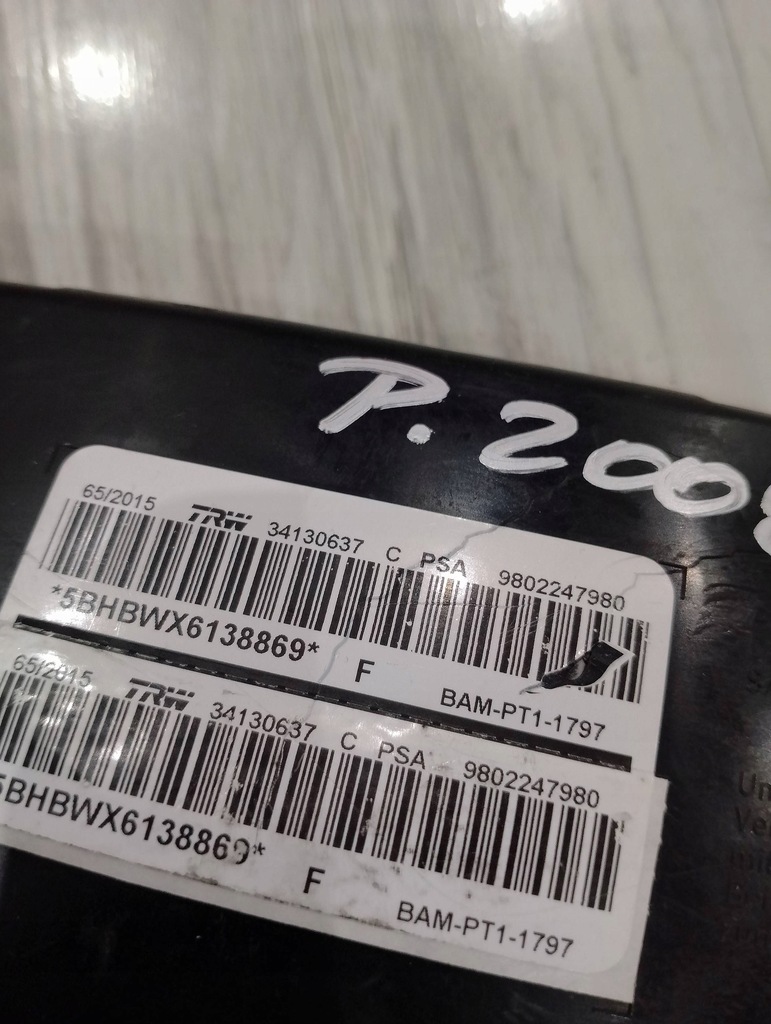 P. 2008
65/2015 TRW 34130637 C PSA 9802247980
*5BHBWX6138869* F BAM-PT1-1797
65/2015 TRW 34130637 C PSA 9802247980
5BHBWX6138869* F BAM-PT1-1797